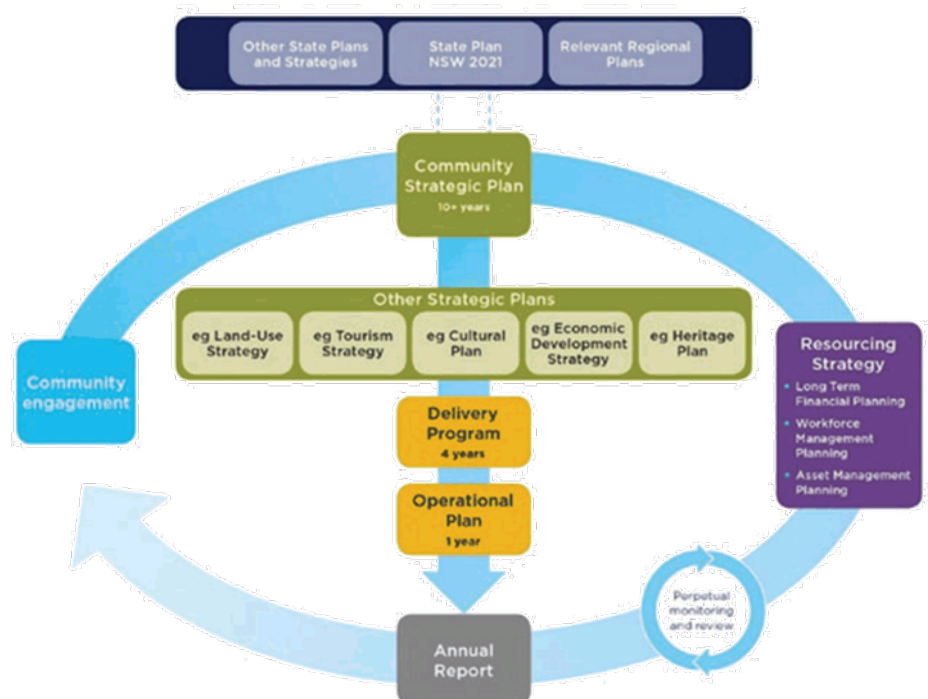 Other State Plans
and Strategies
State Plan
NSW 2021
Relevant Regional
Plans
Community
Strategic Plan
10+ years
Other Strategic Plans
eg Land-Use
Strategy
eg Tourism
Strategy
eg Cultural
Plan
eg Economic
Development
Strategy
eg Heritage
Plan
Community
engagement
Resourcing
Strategy
• Long Term
Financial Planning
• Workforce
Management
Planning
• Asset Management
Planning
Delivery
Program
4 years
Operational
Plan
1 year
Perpetual
monitoring
and review
Annual
Report